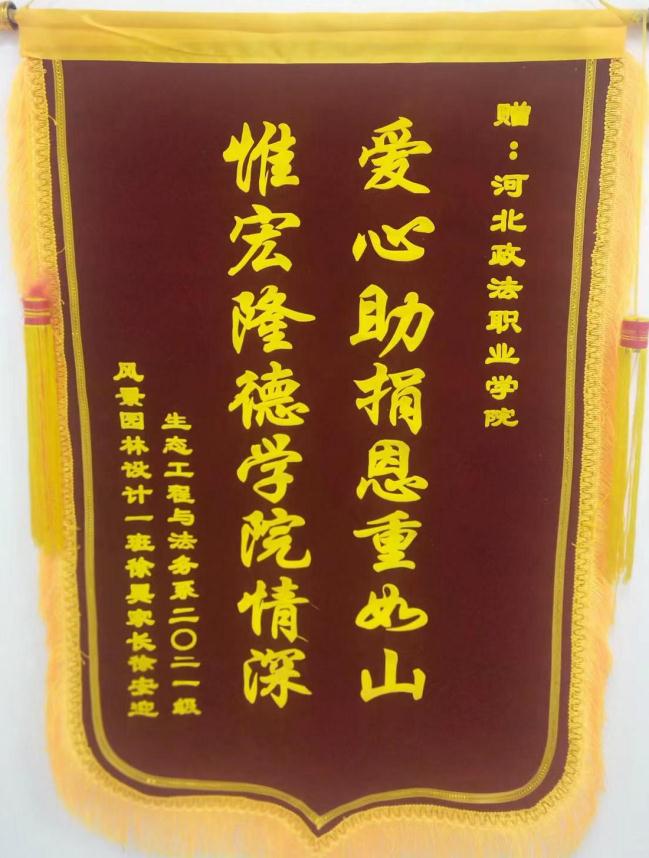 赠：河北政法职业学院
爱心助捐恩重如山
惟宏隆德学院情深
生态工程与法务系二〇二一级
风景园林设计一班徐昊家长徐安迎